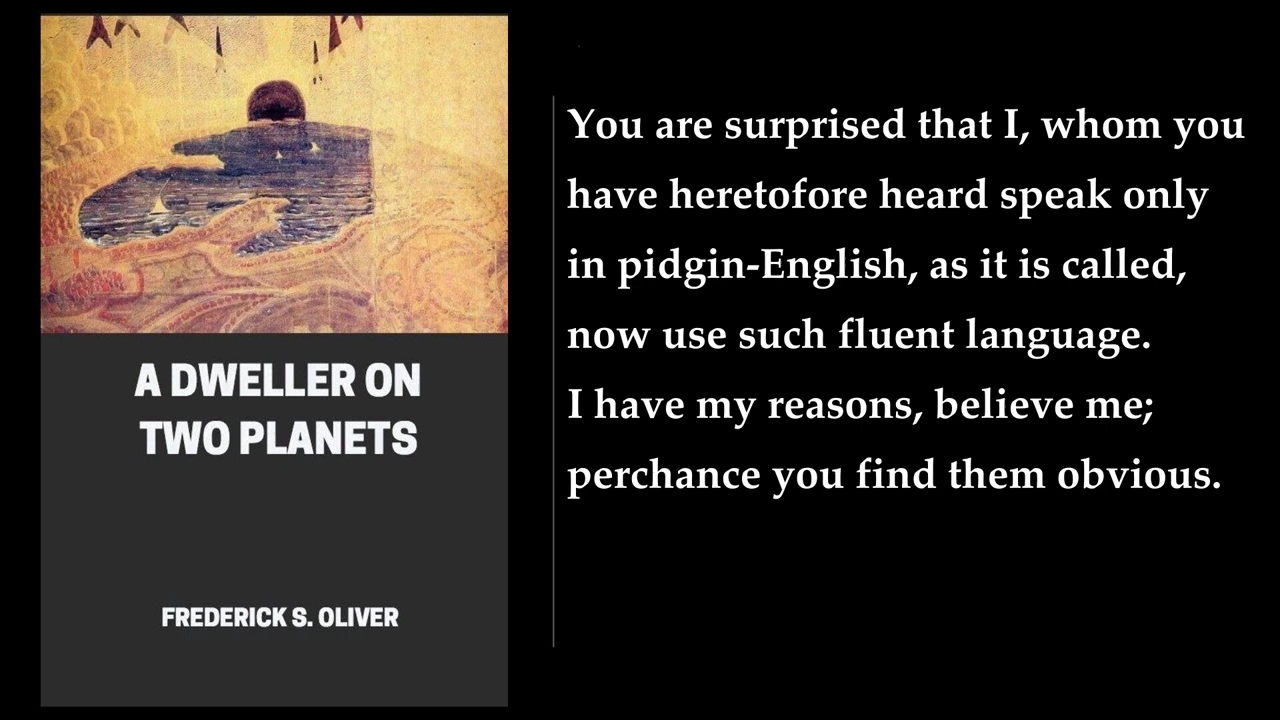 A DWELLER ON
TWO PLANETS
FREDERICK S. OLIVER
You are surprised that I, whom you
have heretofore heard speak only
in pidgin-English, as it is called,
now use such fluent language.
I have my reasons, believe me;
perchance you find them obvious.